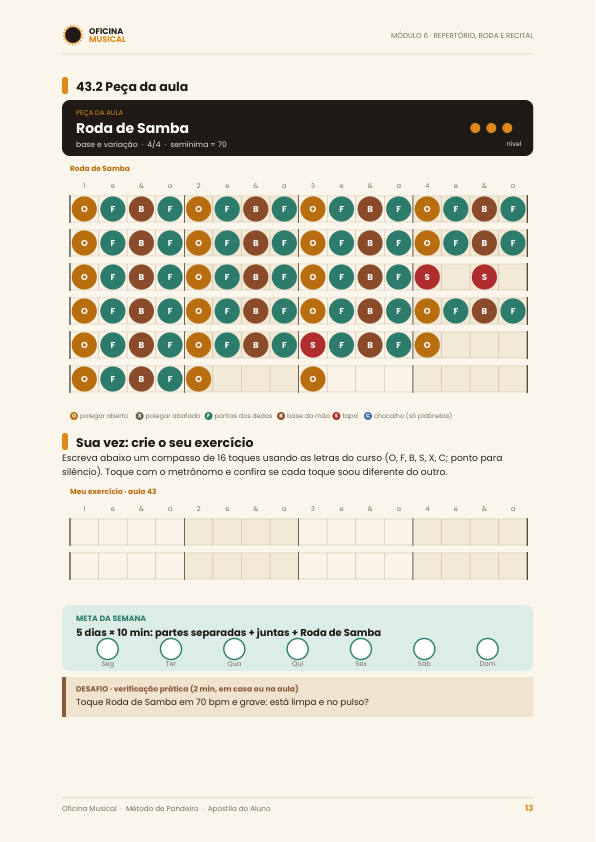 OFICINA
MUSICAL
MÓDULO 6 · REPERTÓRIO, RODA E RECITAL
43.2 Peça da aula
PEÇA DA AULA
Roda de Samba
base e variação · 4/4 · semínima = 70
nível
Roda de Samba
1 e & a 2 e & a 3 e & a 4 e & a
O F B F O F B F O F B F O F B F
O F B F O F B F O F B F O F B F
O F B F O F B F O F B F S S
O F B F O F B F O F B F O F B F
O F B F O F B F S F B F O
O F B F O O
O polegar aberto X polegar abafado F pontas dos dedos B base da mão S tapa C chocalho (só platinelas)
Sua vez: crie o seu exercício
Escreva abaixo um compasso de 16 toques usando as letras do curso (O, F, B, S, X, C; ponto para
silêncio). Toque com o metrônomo e confira se cada toque soou diferente do outro.
Meu exercício · aula 43
1 e & a 2 e & a 3 e & a 4 e & a
META DA SEMANA
5 dias × 10 min: partes separadas + juntas + Roda de Samba
Seg Ter Qua Qui Sex Sáb Dom
DESAFIO · verificação prática (2 min, em casa ou na aula)
Toque Roda de Samba em 70 bpm e grave: está limpa e no pulso?
Oficina Musical · Método de Pandeiro · Apostila do Aluno
13